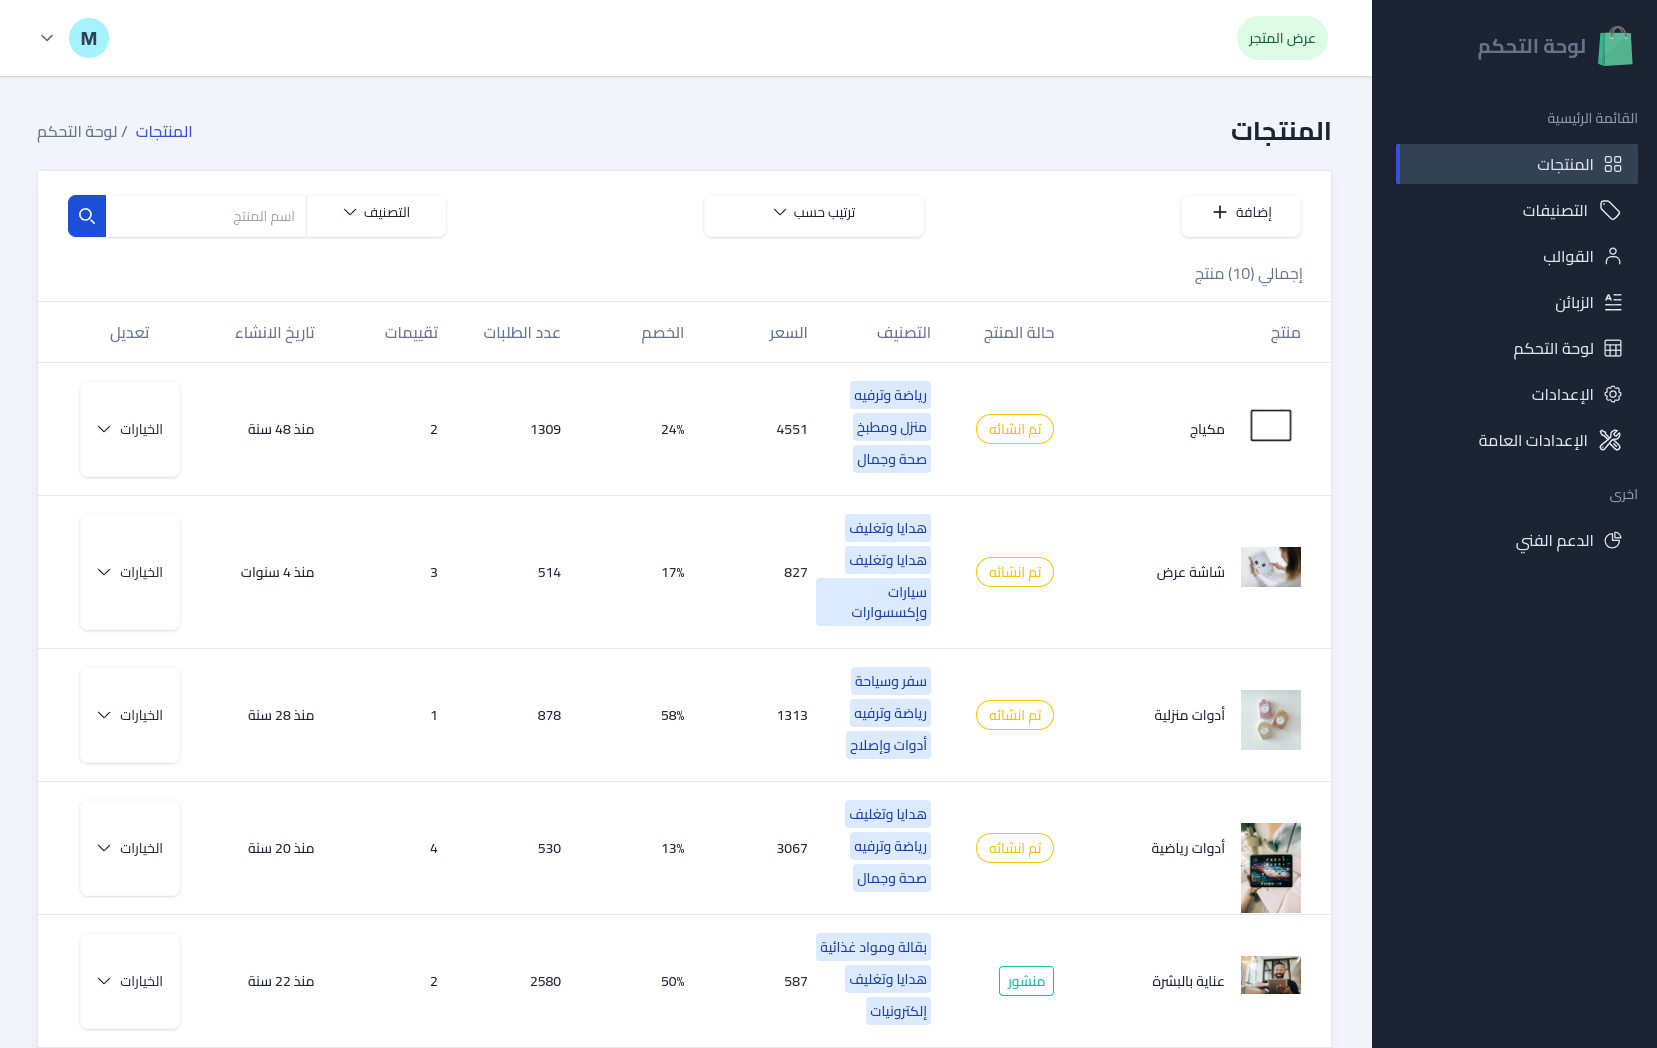 لوحة التحكم
القائمة الرئيسية
المنتجات
التصنيفات
القوالب
الزبائن
لوحة التحكم
الإعدادات
الإعدادات العامة
اخرى
الدعم الفني
عرض المتجر
M
المنتجات
المنتجات / لوحة التحكم
إضافة
ترتيب حسب
التصنيف
اسم المنتج
إجمالي (10) منتج
منتج حالة المنتج التصنيف السعر الخصم عدد الطلبات تقييمات تاريخ الانشاء تعديل
رياضة وترفيه
منزل ومطبخ
صحة وجمال
مكياج تم انشائه 4551 24% 1309 2 منذ 48 سنة الخيارات
هدايا وتغليف
هدايا وتغليف
سيارات
وإكسسوارات
شاشة عرض تم انشائه 827 17% 514 3 منذ 4 سنوات الخيارات
سفر وسياحة
رياضة وترفيه
أدوات وإصلاح
أدوات منزلية تم انشائه 1313 58% 878 1 منذ 28 سنة الخيارات
هدايا وتغليف
رياضة وترفيه
صحة وجمال
أدوات رياضية تم انشائه 3067 13% 530 4 منذ 20 سنة الخيارات
بقالة ومواد غذائية
هدايا وتغليف
إلكترونيات
عناية بالبشرة منشور 587 50% 2580 2 منذ 22 سنة الخيارات